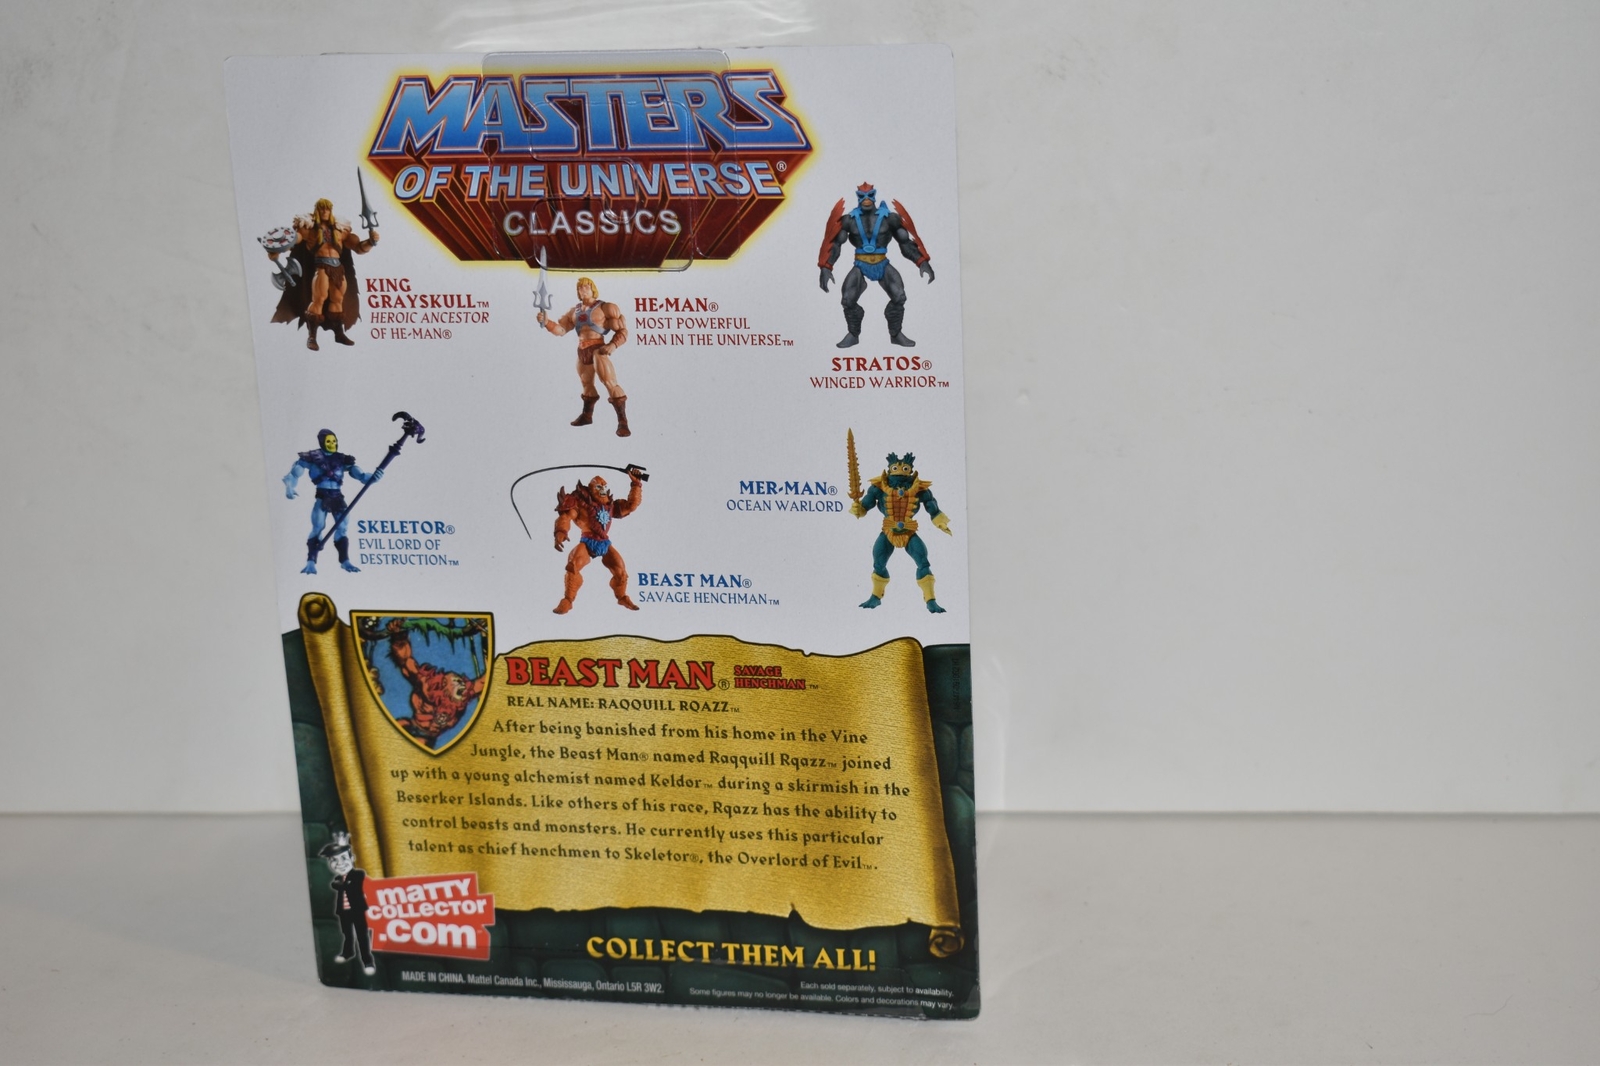 MASTERS
OF THE UNIVERSE®
CLASSICS
KING
GRAYSKULL™
HEROIC ANCESTOR
OF HE-MAN®
HE-MAN®
MOST POWERFUL
MAN IN THE UNIVERSE™
STRATOS®
WINGED WARRIOR™
SKELETOR®
EVIL LORD OF
DESTRUCTION™
BEAST MAN®
SAVAGE HENCHMAN™
MER-MAN®
OCEAN WARLORD
BEAST MAN®
SAVAGE
HENCHMAN™
REAL NAME: RAQQUILL RQAZZ™
After being banished from his home in the Vine
Jungle, the Beast Man® named Raqquill Rqazz™ joined
up with a young alchemist named Keldor™ during a skirmish in the
Beserker Islands. Like others of his race, Rqazz has the ability to
control beasts and monsters. He currently uses this particular
talent as chief henchmen to Skeletor®, the Overlord of Evil™.
matty
collector
.com
COLLECT THEM ALL!
MADE IN CHINA. Mattel Canada Inc., Mississauga, Ontario L5R 3W2.
Each sold separately, subject to availability.
Some figures may no longer be available. Colors and decorations may vary.